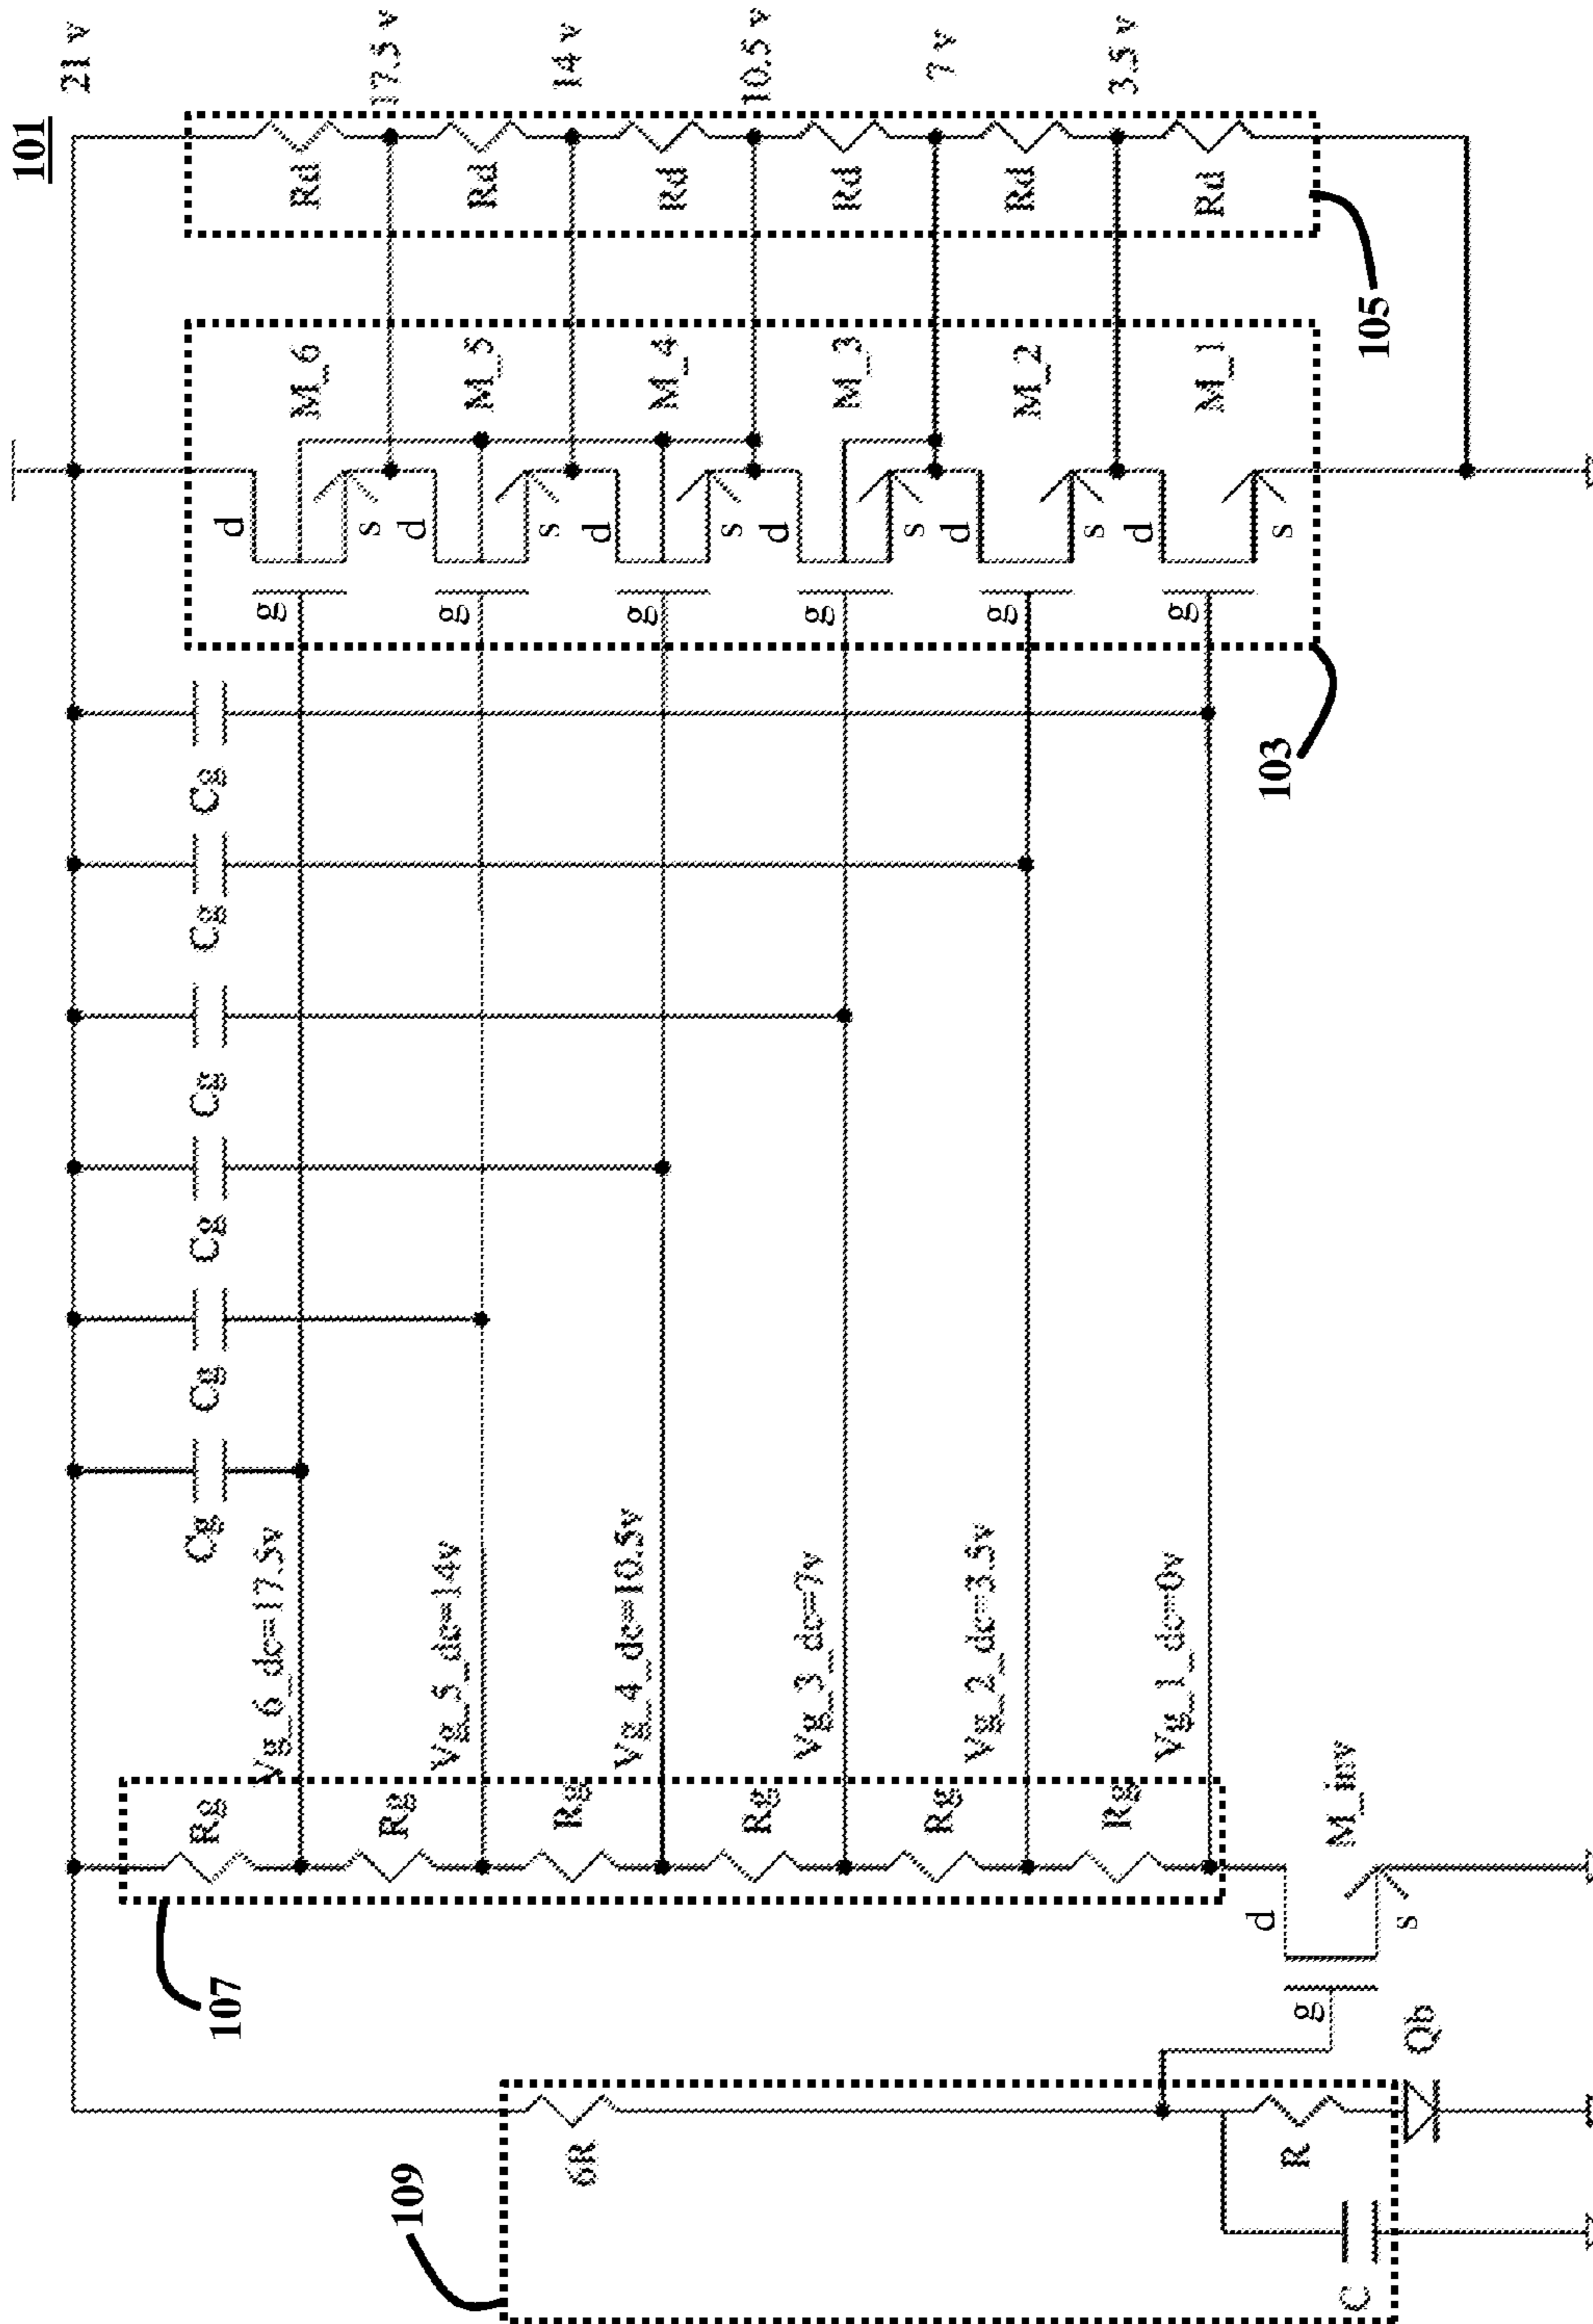 101
21 v
17.5 v
14 v
10.5 v
7 v
3.5 v
Rd
Rd
Rd
Rd
Rd
Rd
105
M_6
M_5
M_4
M_3
M_2
M_1
d
s
d
s
d
s
d
s
d
s
d
s
g
g
g
g
g
g
103
Cg
Cg
Cg
Cg
Cg
Cg
Vg_6_dc=17.5v
Vg_5_dc=14v
Vg_4_dc=10.5v
Vg_3_dc=7v
Vg_2_dc=3.5v
Vg_1_dc=0v
Rg
Rg
Rg
Rg
Rg
Rg
107
M_inv
d
s
g
Qb
6R
R
C
109